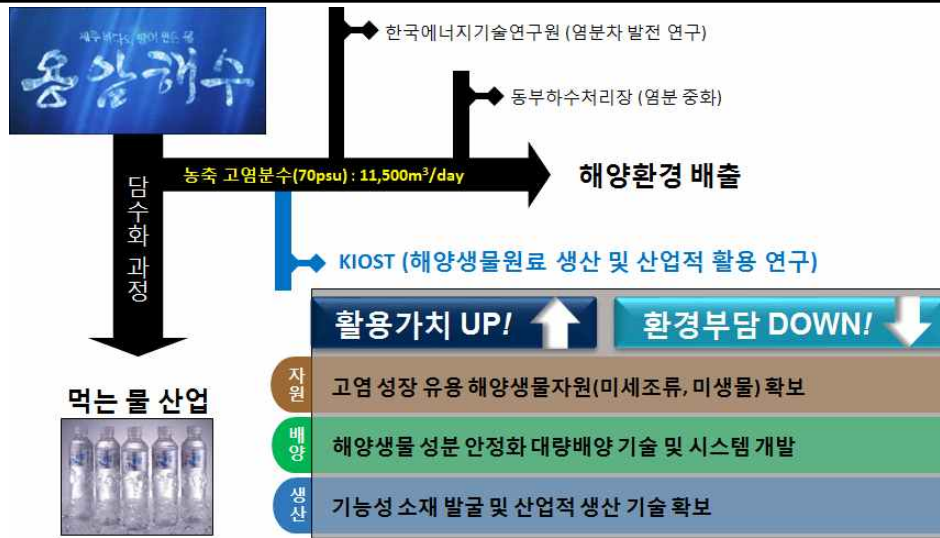 용암해수
한국에너지기술연구원 (염분차 발전 연구)
동부하수처리장 (염분 중화)
농축 고염분수(70psu) : 11,500m³/day
해양환경 배출
담수화 과정
KIOST (해양생물원료 생산 및 산업적 활용 연구)
활용가치 UP!
환경부담 DOWN!
먹는 물 산업
자원
고염 성장 유용 해양생물자원(미세조류, 미생물) 확보
배양
해양생물 성분 안정화 대량배양 기술 및 시스템 개발
생산
기능성 소재 발굴 및 산업적 생산 기술 확보